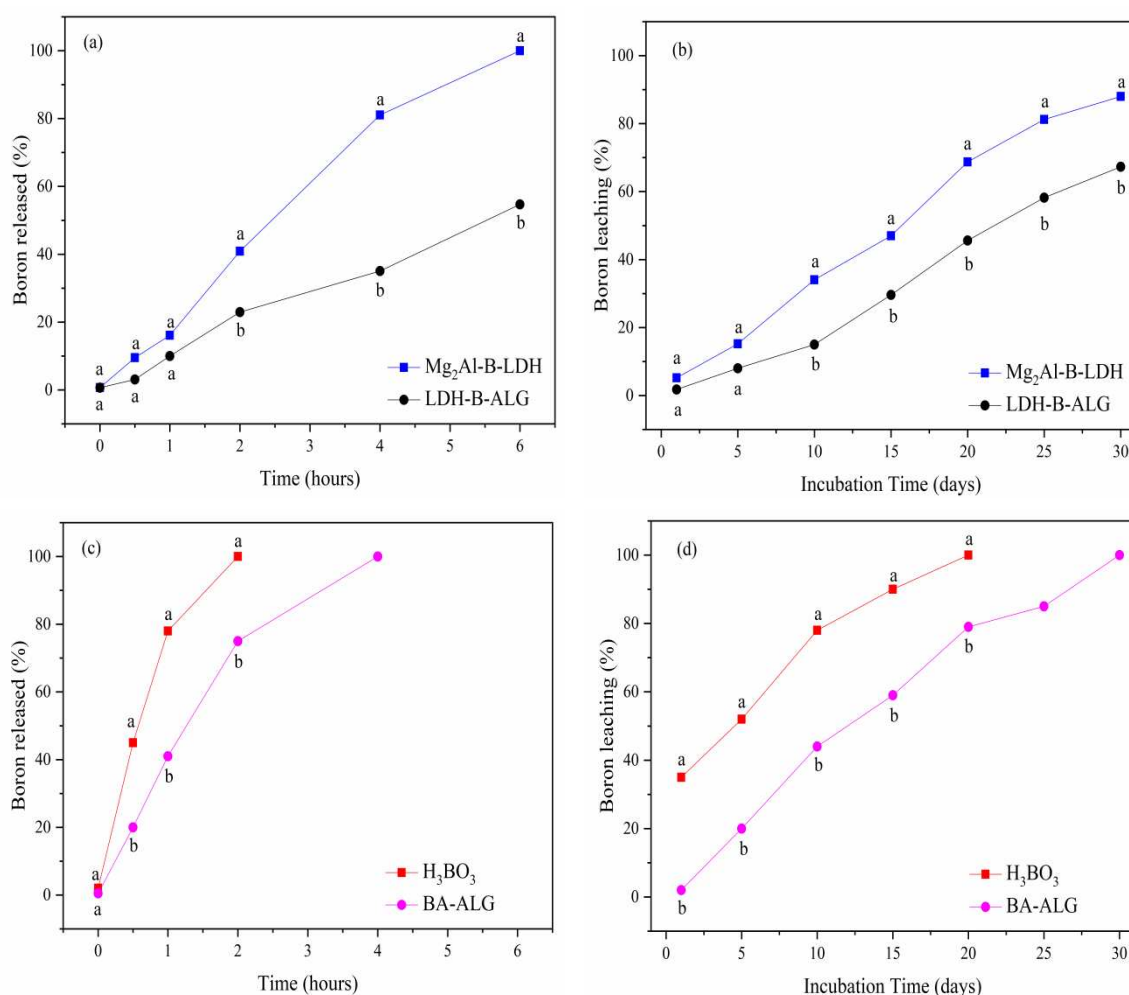 (a)
Boron released (%)
100
80
60
40
20
0
a
a
a
a
a
a
a
a
a
b
b
b
Mg₂Al-B-LDH
LDH-B-ALG
0 1 2 3 4 5 6
Time (hours)
(b)
Boron leaching (%)
100
80
60
40
20
0
a
a
a
a
a
a
a
a
a
b
b
b
b
b
Mg₂Al-B-LDH
LDH-B-ALG
0 5 10 15 20 25 30
Incubation Time (days)
(c)
Boron released (%)
100
80
60
40
20
0
a
a
a
a
a
b
b
b
H₃BO₃
BA-ALG
0 1 2 3 4 5 6
Time (hours)
(d)
Boron leaching (%)
100
80
60
40
20
0
a
a
a
a
a
b
b
b
b
b
H₃BO₃
BA-ALG
0 5 10 15 20 25 30
Incubation Time (days)